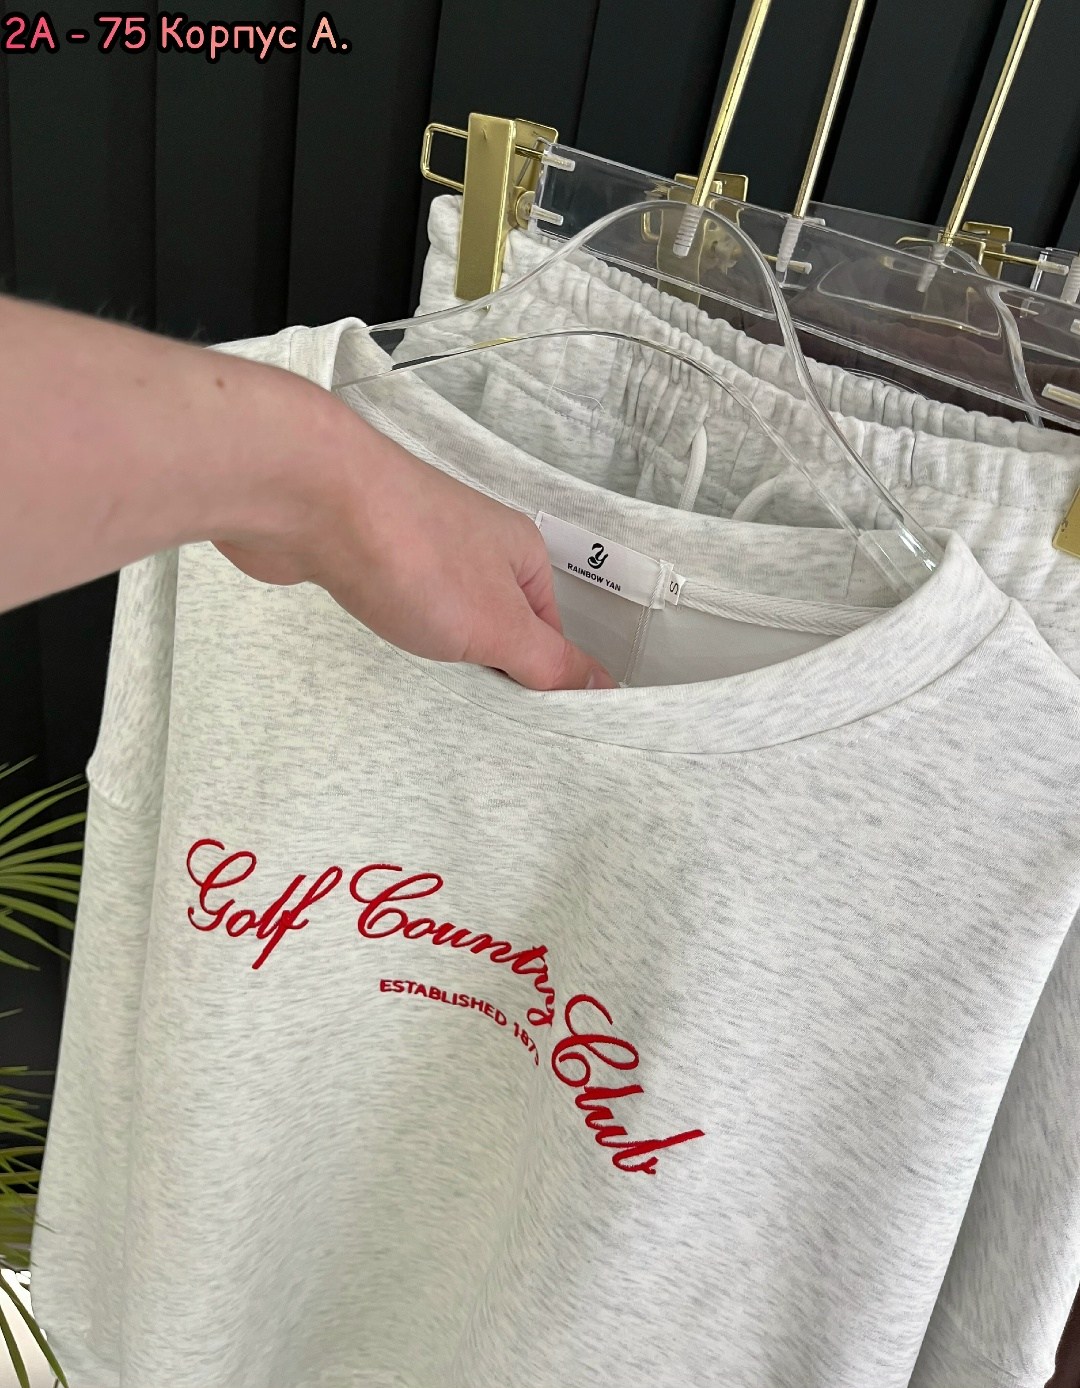 2A - 75 Корпус А.
RAINBOW YAN
S
Golf Country Club
ESTABLISHED